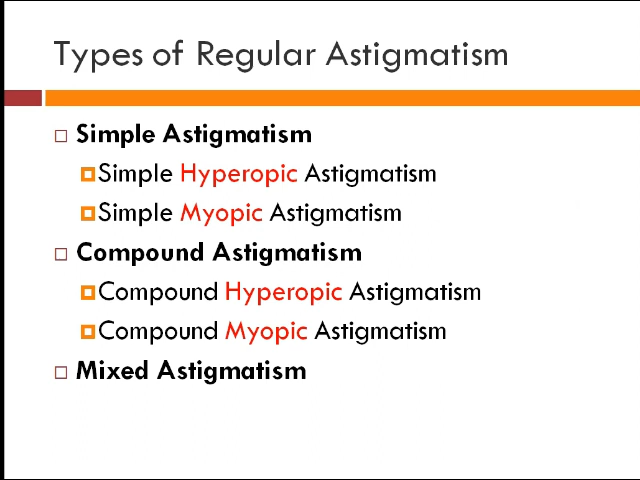 Types of Regular Astigmatism
Simple Astigmatism
Simple Hyperopic Astigmatism
Simple Myopic Astigmatism
Compound Astigmatism
Compound Hyperopic Astigmatism
Compound Myopic Astigmatism
Mixed Astigmatism